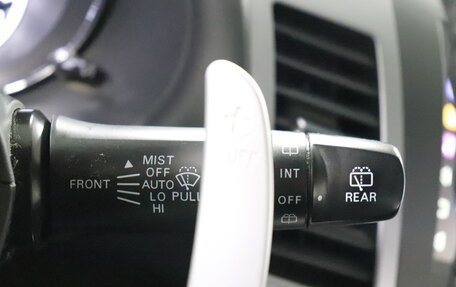 MIST
OFF
FRONT AUTO INT
LO PULL OFF
HI REAR